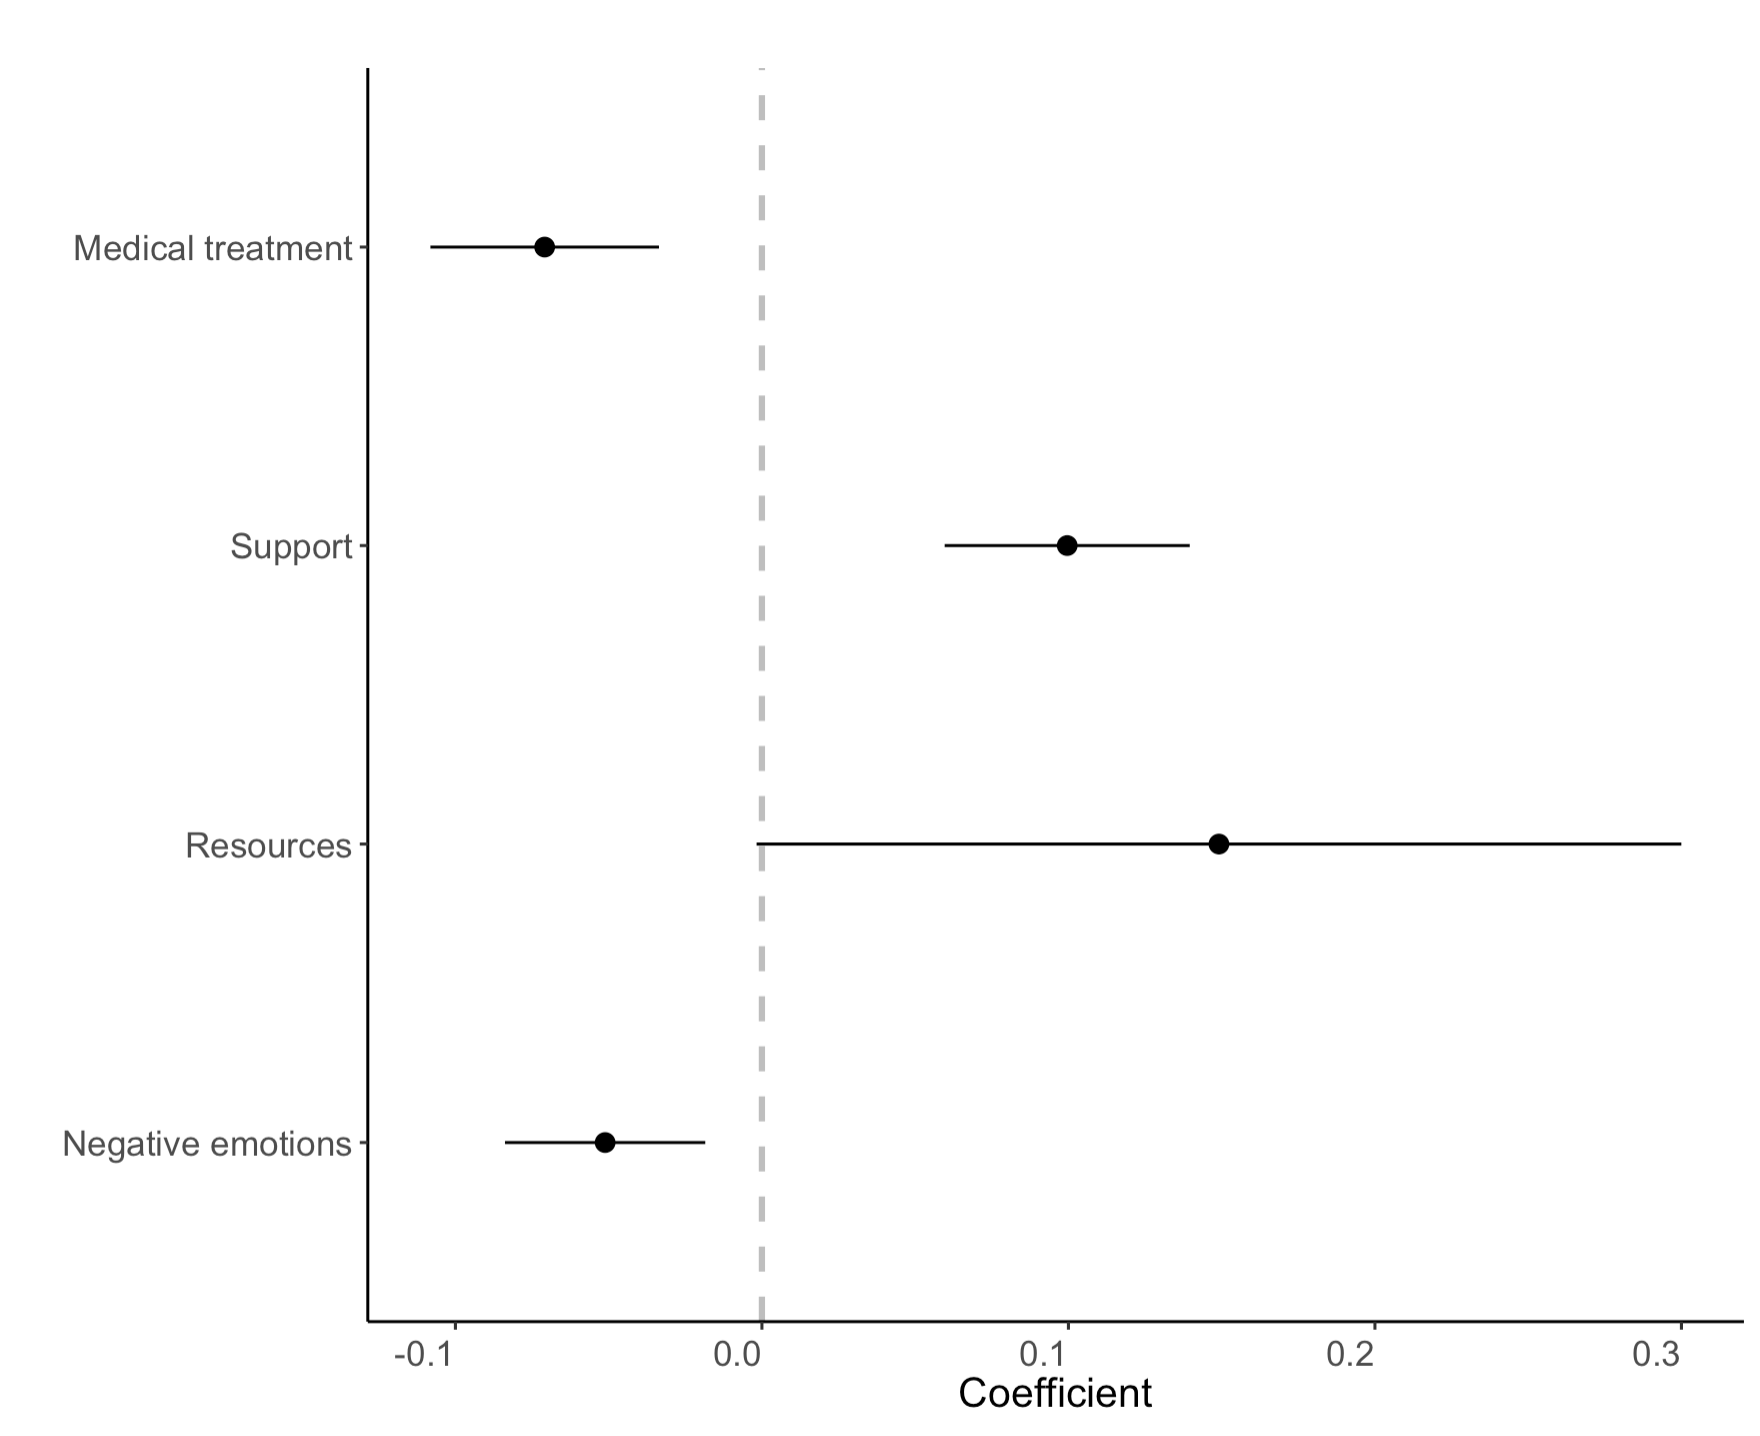 Medical treatment
Support
Resources
Negative emotions
-0.1 0.0 0.1 0.2 0.3
Coefficient